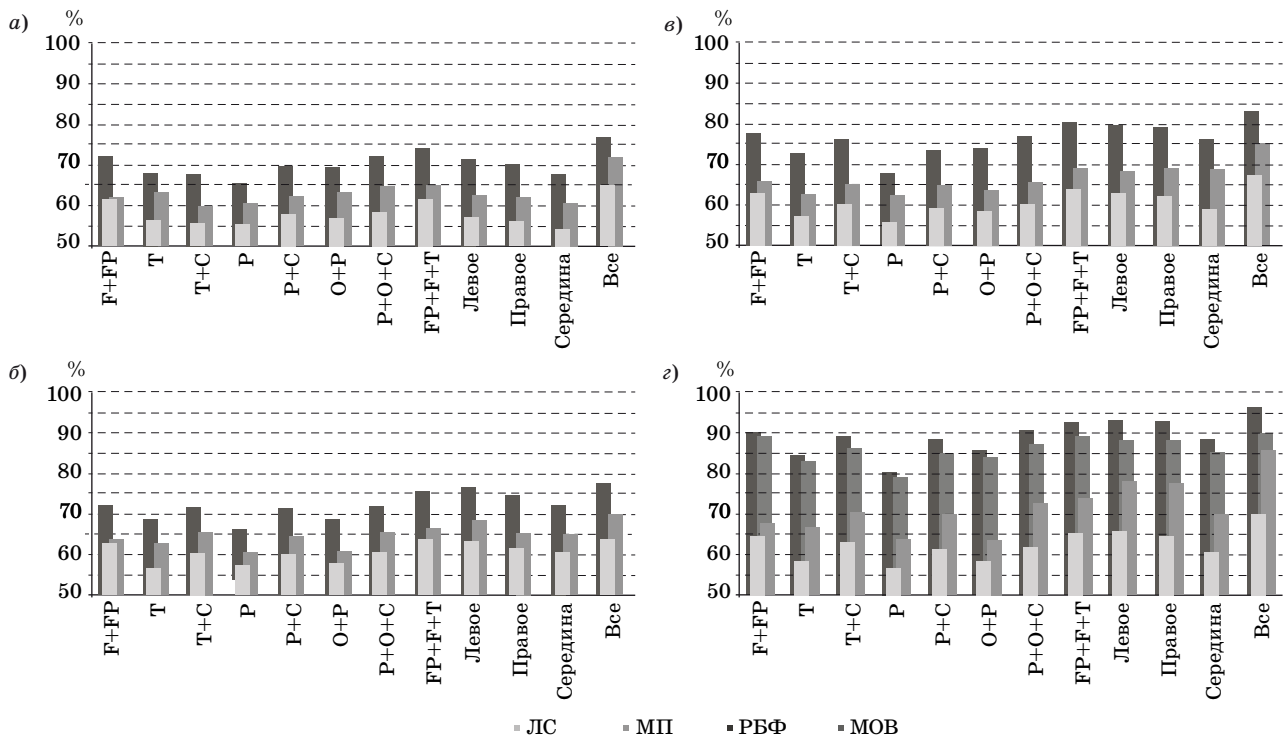 а)
%
100
90
80
70
60
50
F+FP
T
T+C
P
P+C
O+P
P+O+C
FP+F+T
Левое
Правое
Середина
Все
в)
%
100
90
80
70
60
50
F+FP
T
T+C
P
P+C
O+P
P+O+C
FP+F+T
Левое
Правое
Середина
Все
б)
%
100
90
80
70
60
50
F+FP
T
T+C
P
P+C
O+P
P+O+C
FP+F+T
Левое
Правое
Середина
Все
г)
%
100
90
80
70
60
50
F+FP
T
T+C
P
P+C
O+P
P+O+C
FP+F+T
Левое
Правое
Середина
Все
ЛС МП РБФ МОВ